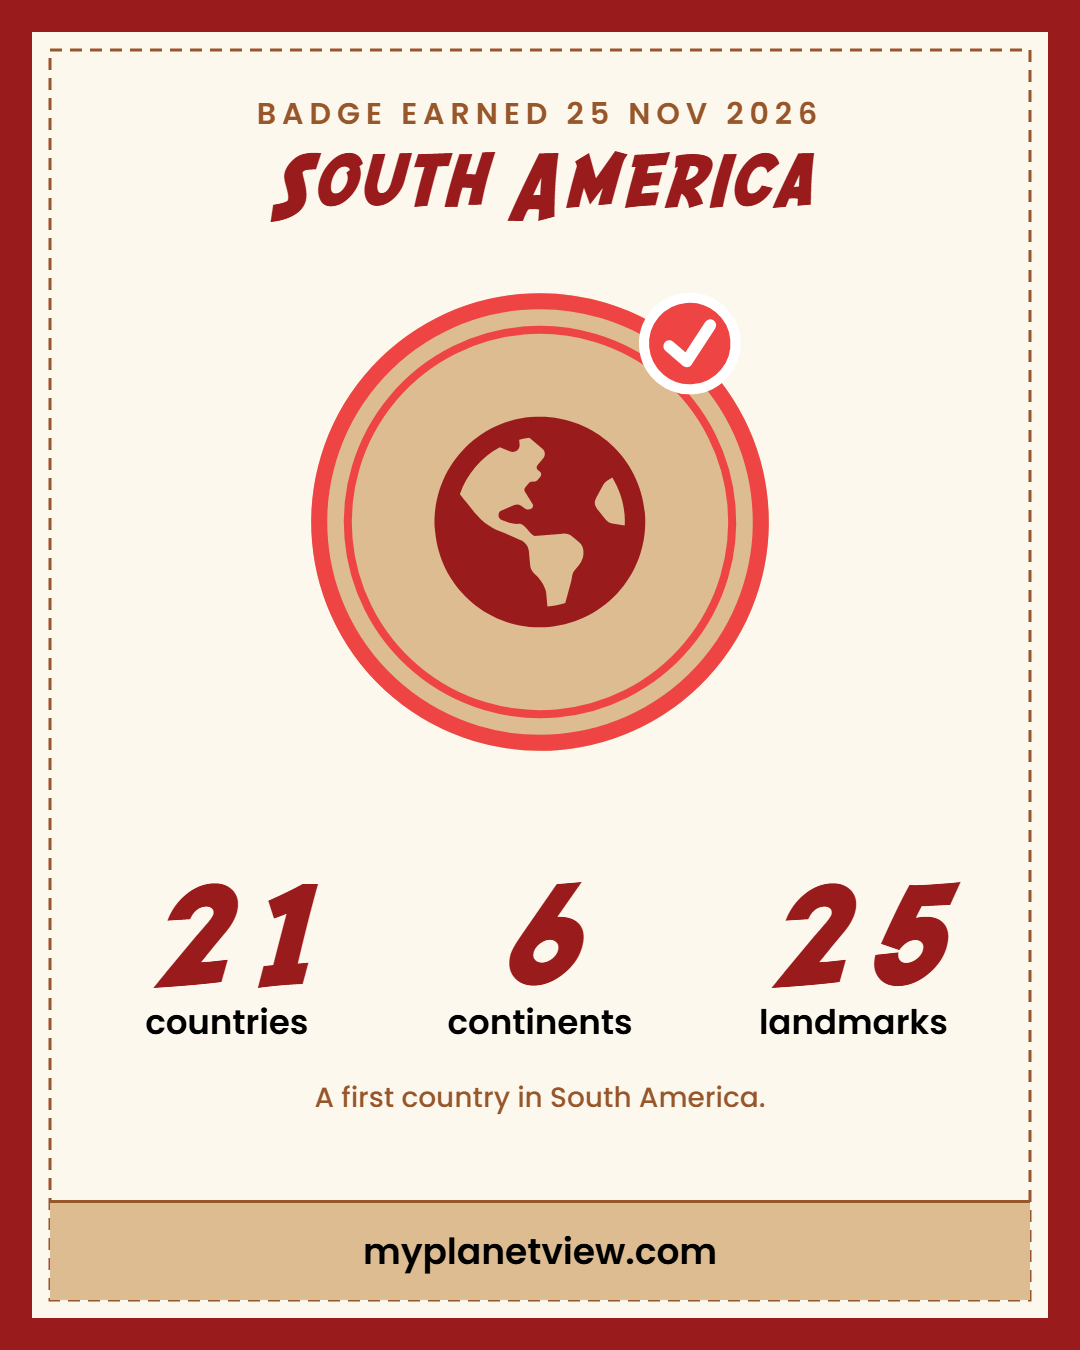 BADGE EARNED 25 NOV 2026
SOUTH AMERICA
21 6 25
countries continents landmarks
A first country in South America.
myplanetview.com